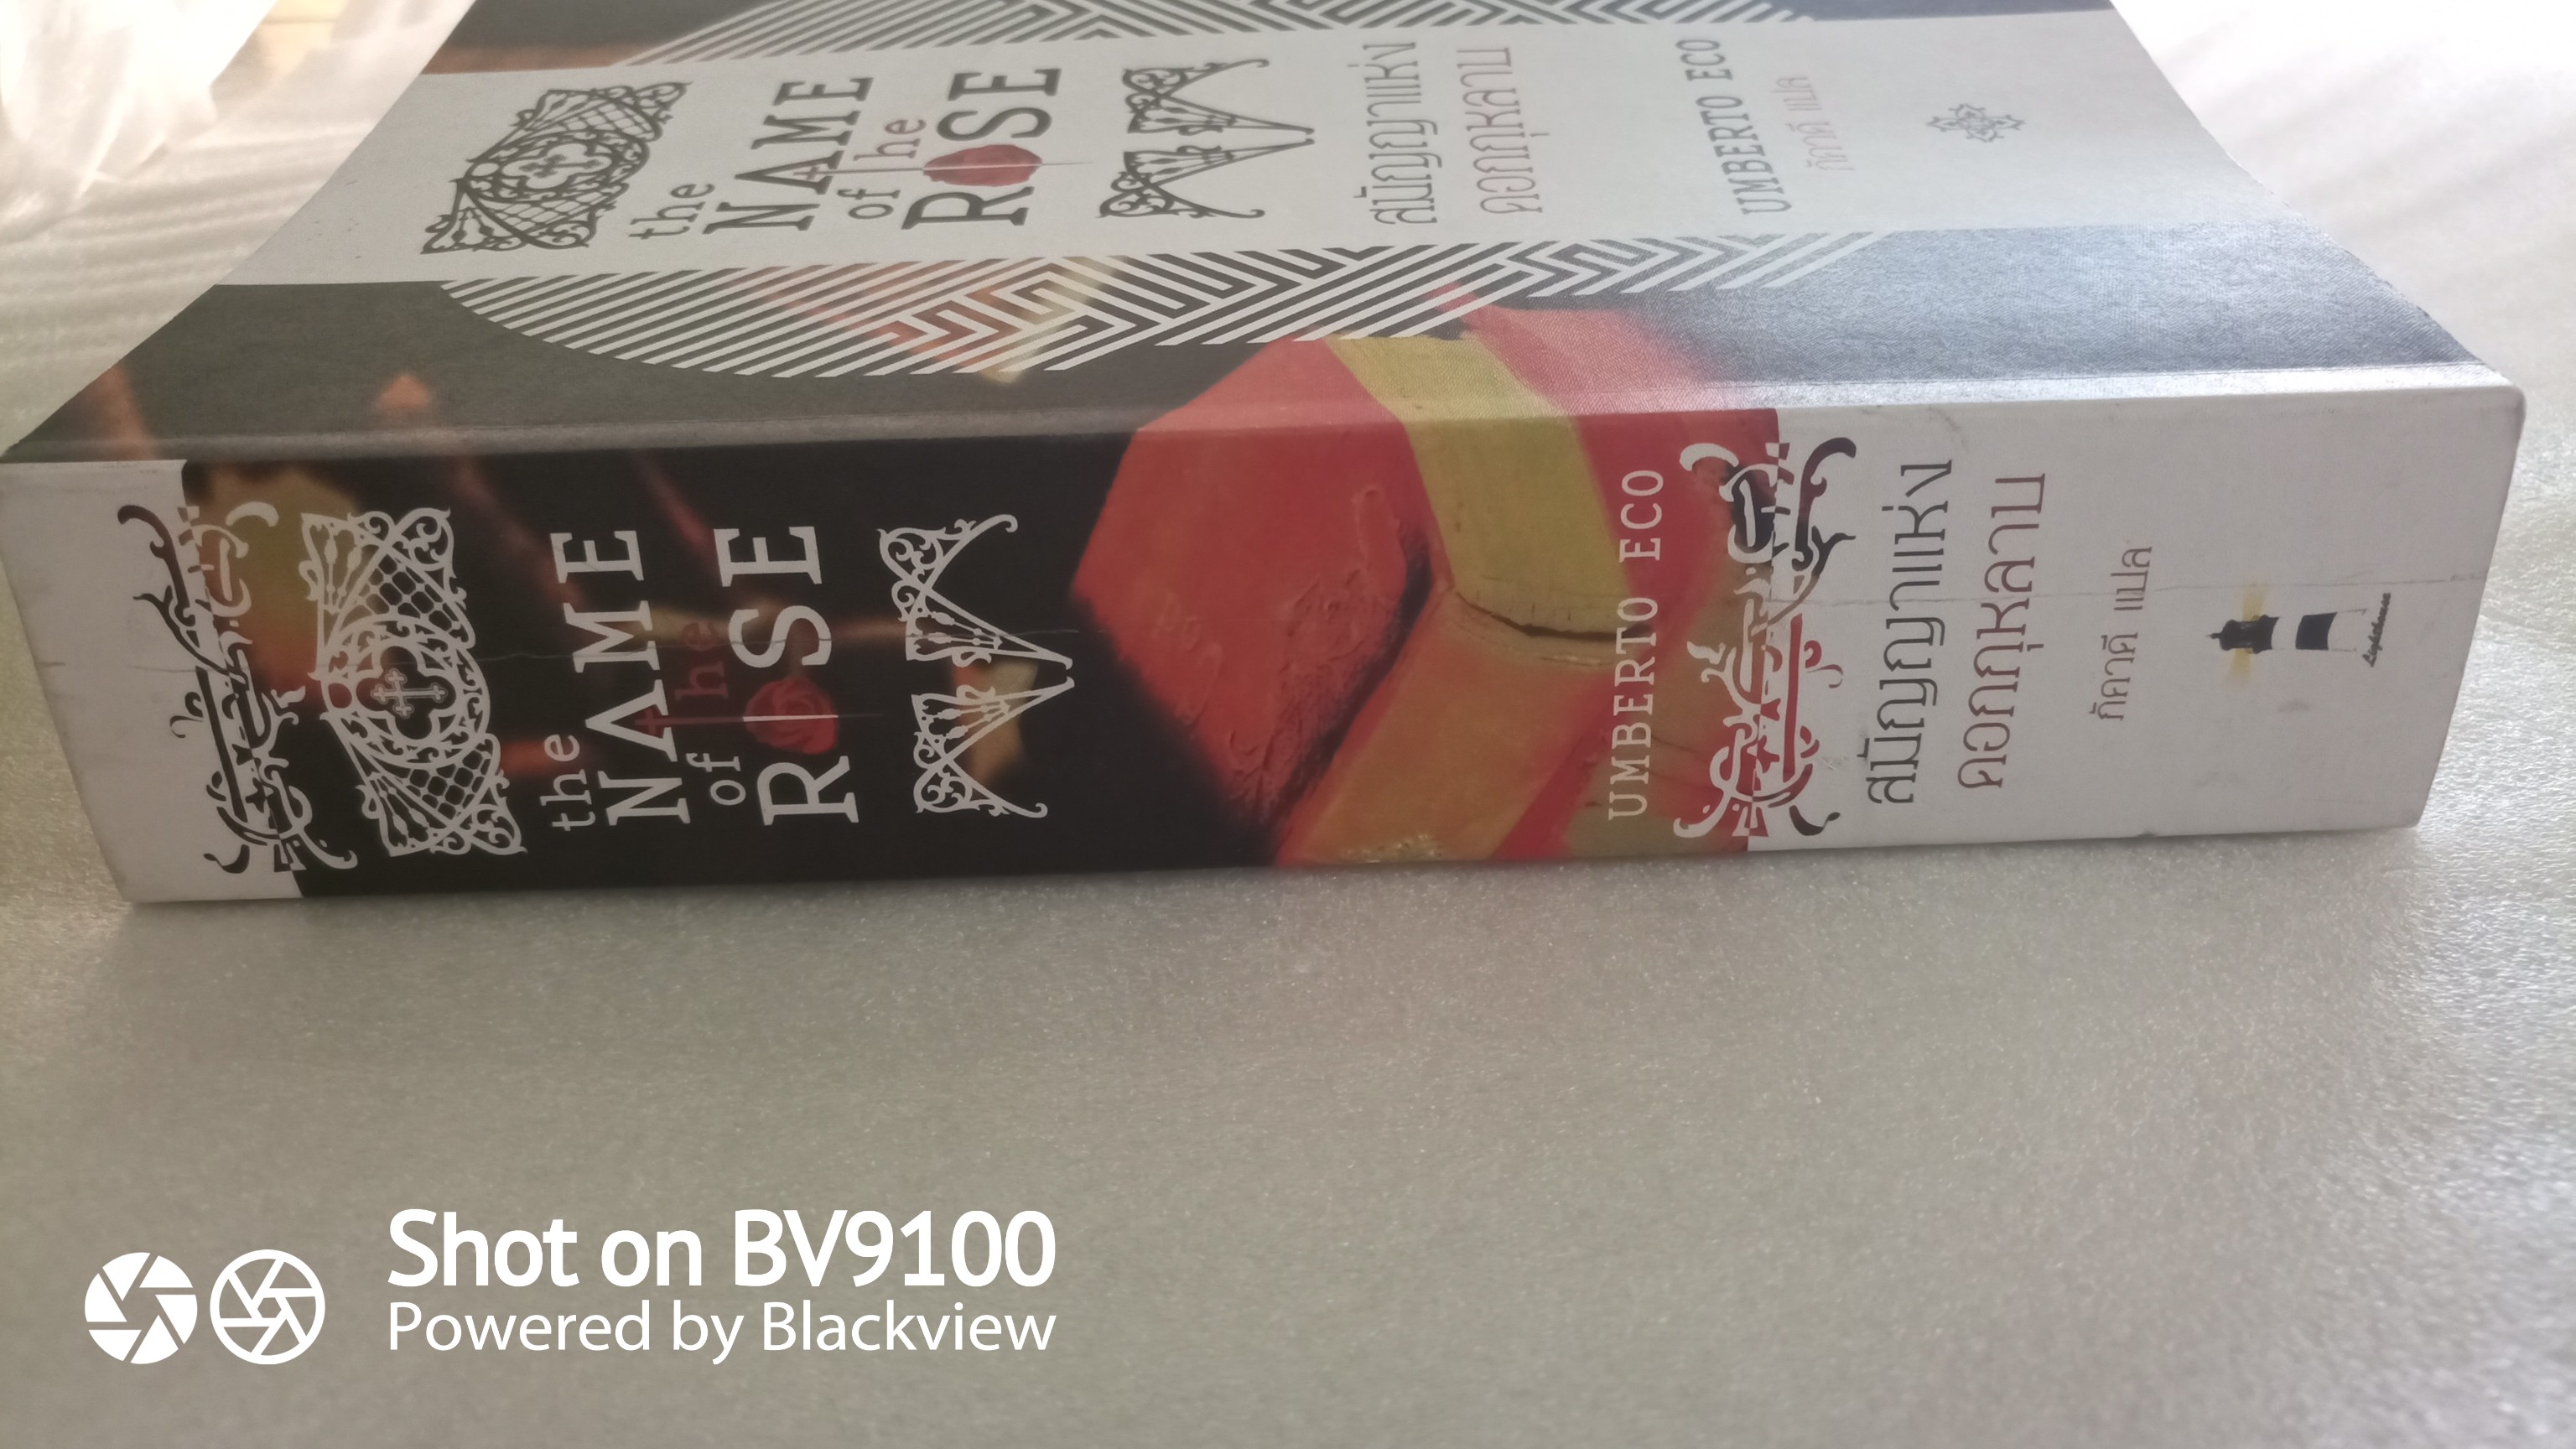 the
NAME
of the
ROSE
สมัญญาแห่ง
ดอกกุหลาบ
UMBERTO ECO
ภัควดี แปล
the
NAME
of the
ROSE
UMBERTO ECO
สมัญญาแห่ง
ดอกกุหลาบ
ภัควดี แปล
Lighthouse
Shot on BV9100
Powered by Blackview